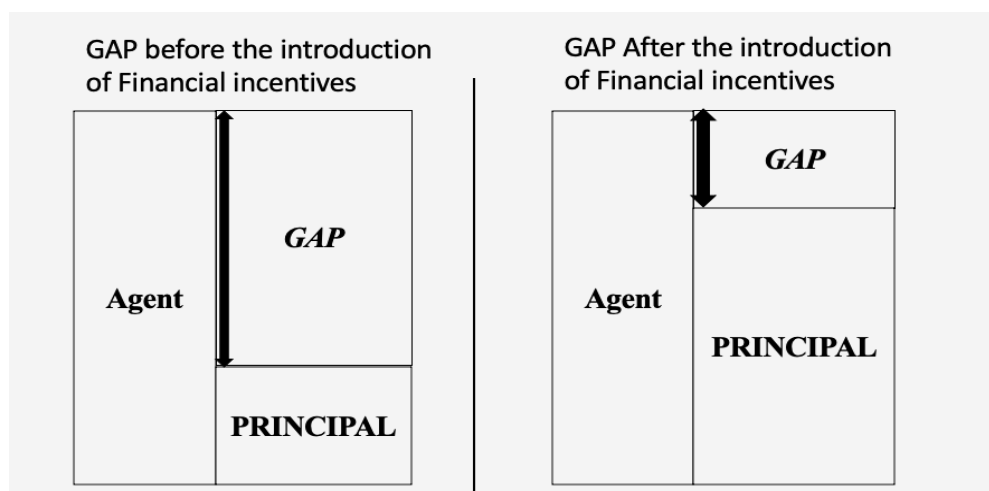 GAP before the introduction
of Financial incentives
GAP
Agent
PRINCIPAL
GAP After the introduction
of Financial incentives
GAP
Agent
PRINCIPAL